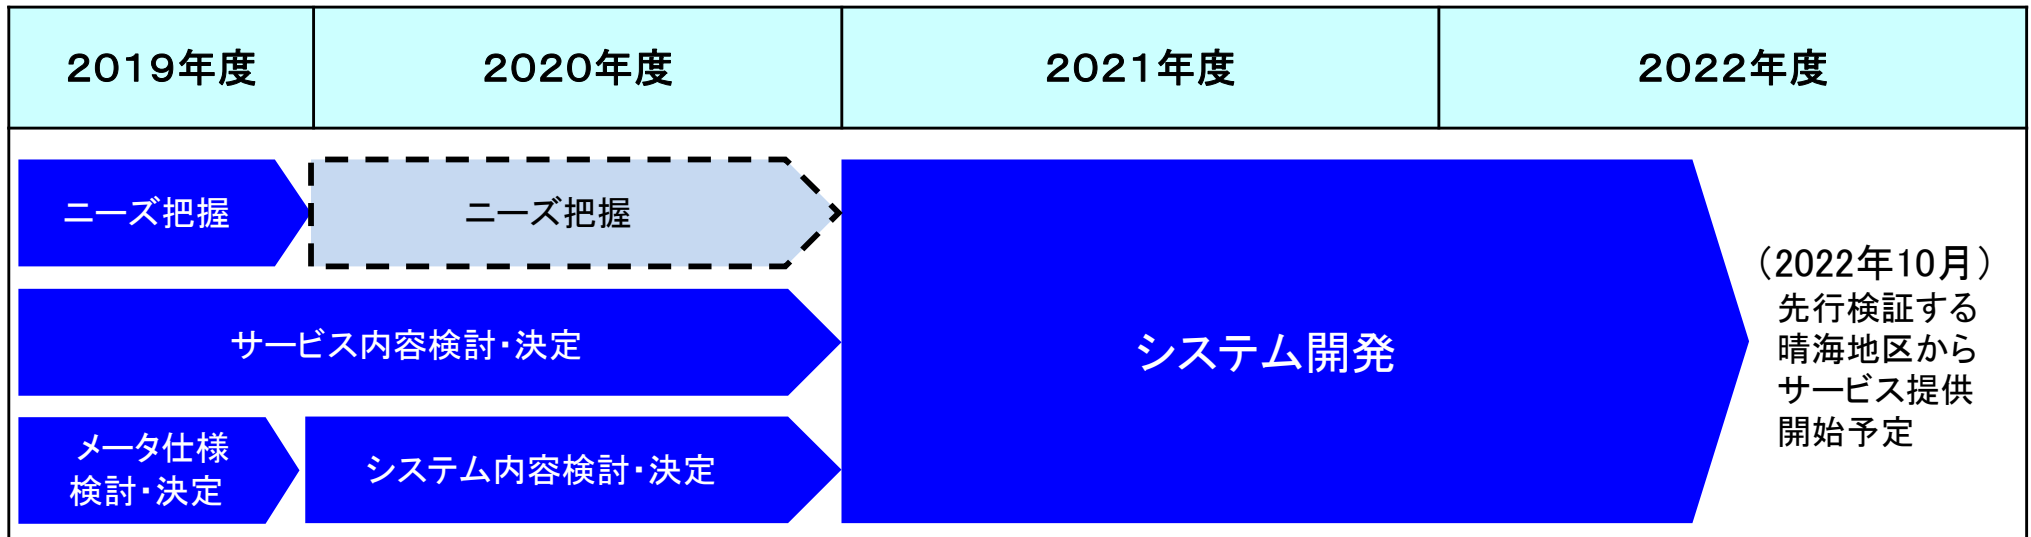 2019年度
2020年度
2021年度
2022年度
ニーズ把握
ニーズ把握
サービス内容検討・決定
メータ仕様
検討・決定
システム内容検討・決定
システム開発
（2022年10月）
先行検証する
晴海地区から
サービス提供
開始予定